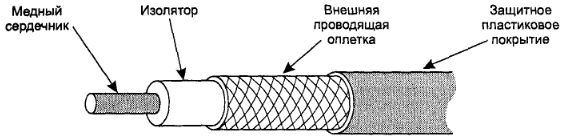 Медный
сердечник
Изолятор
Внешняя
проводящая
оплетка
Защитное
пластиковое
покрытие